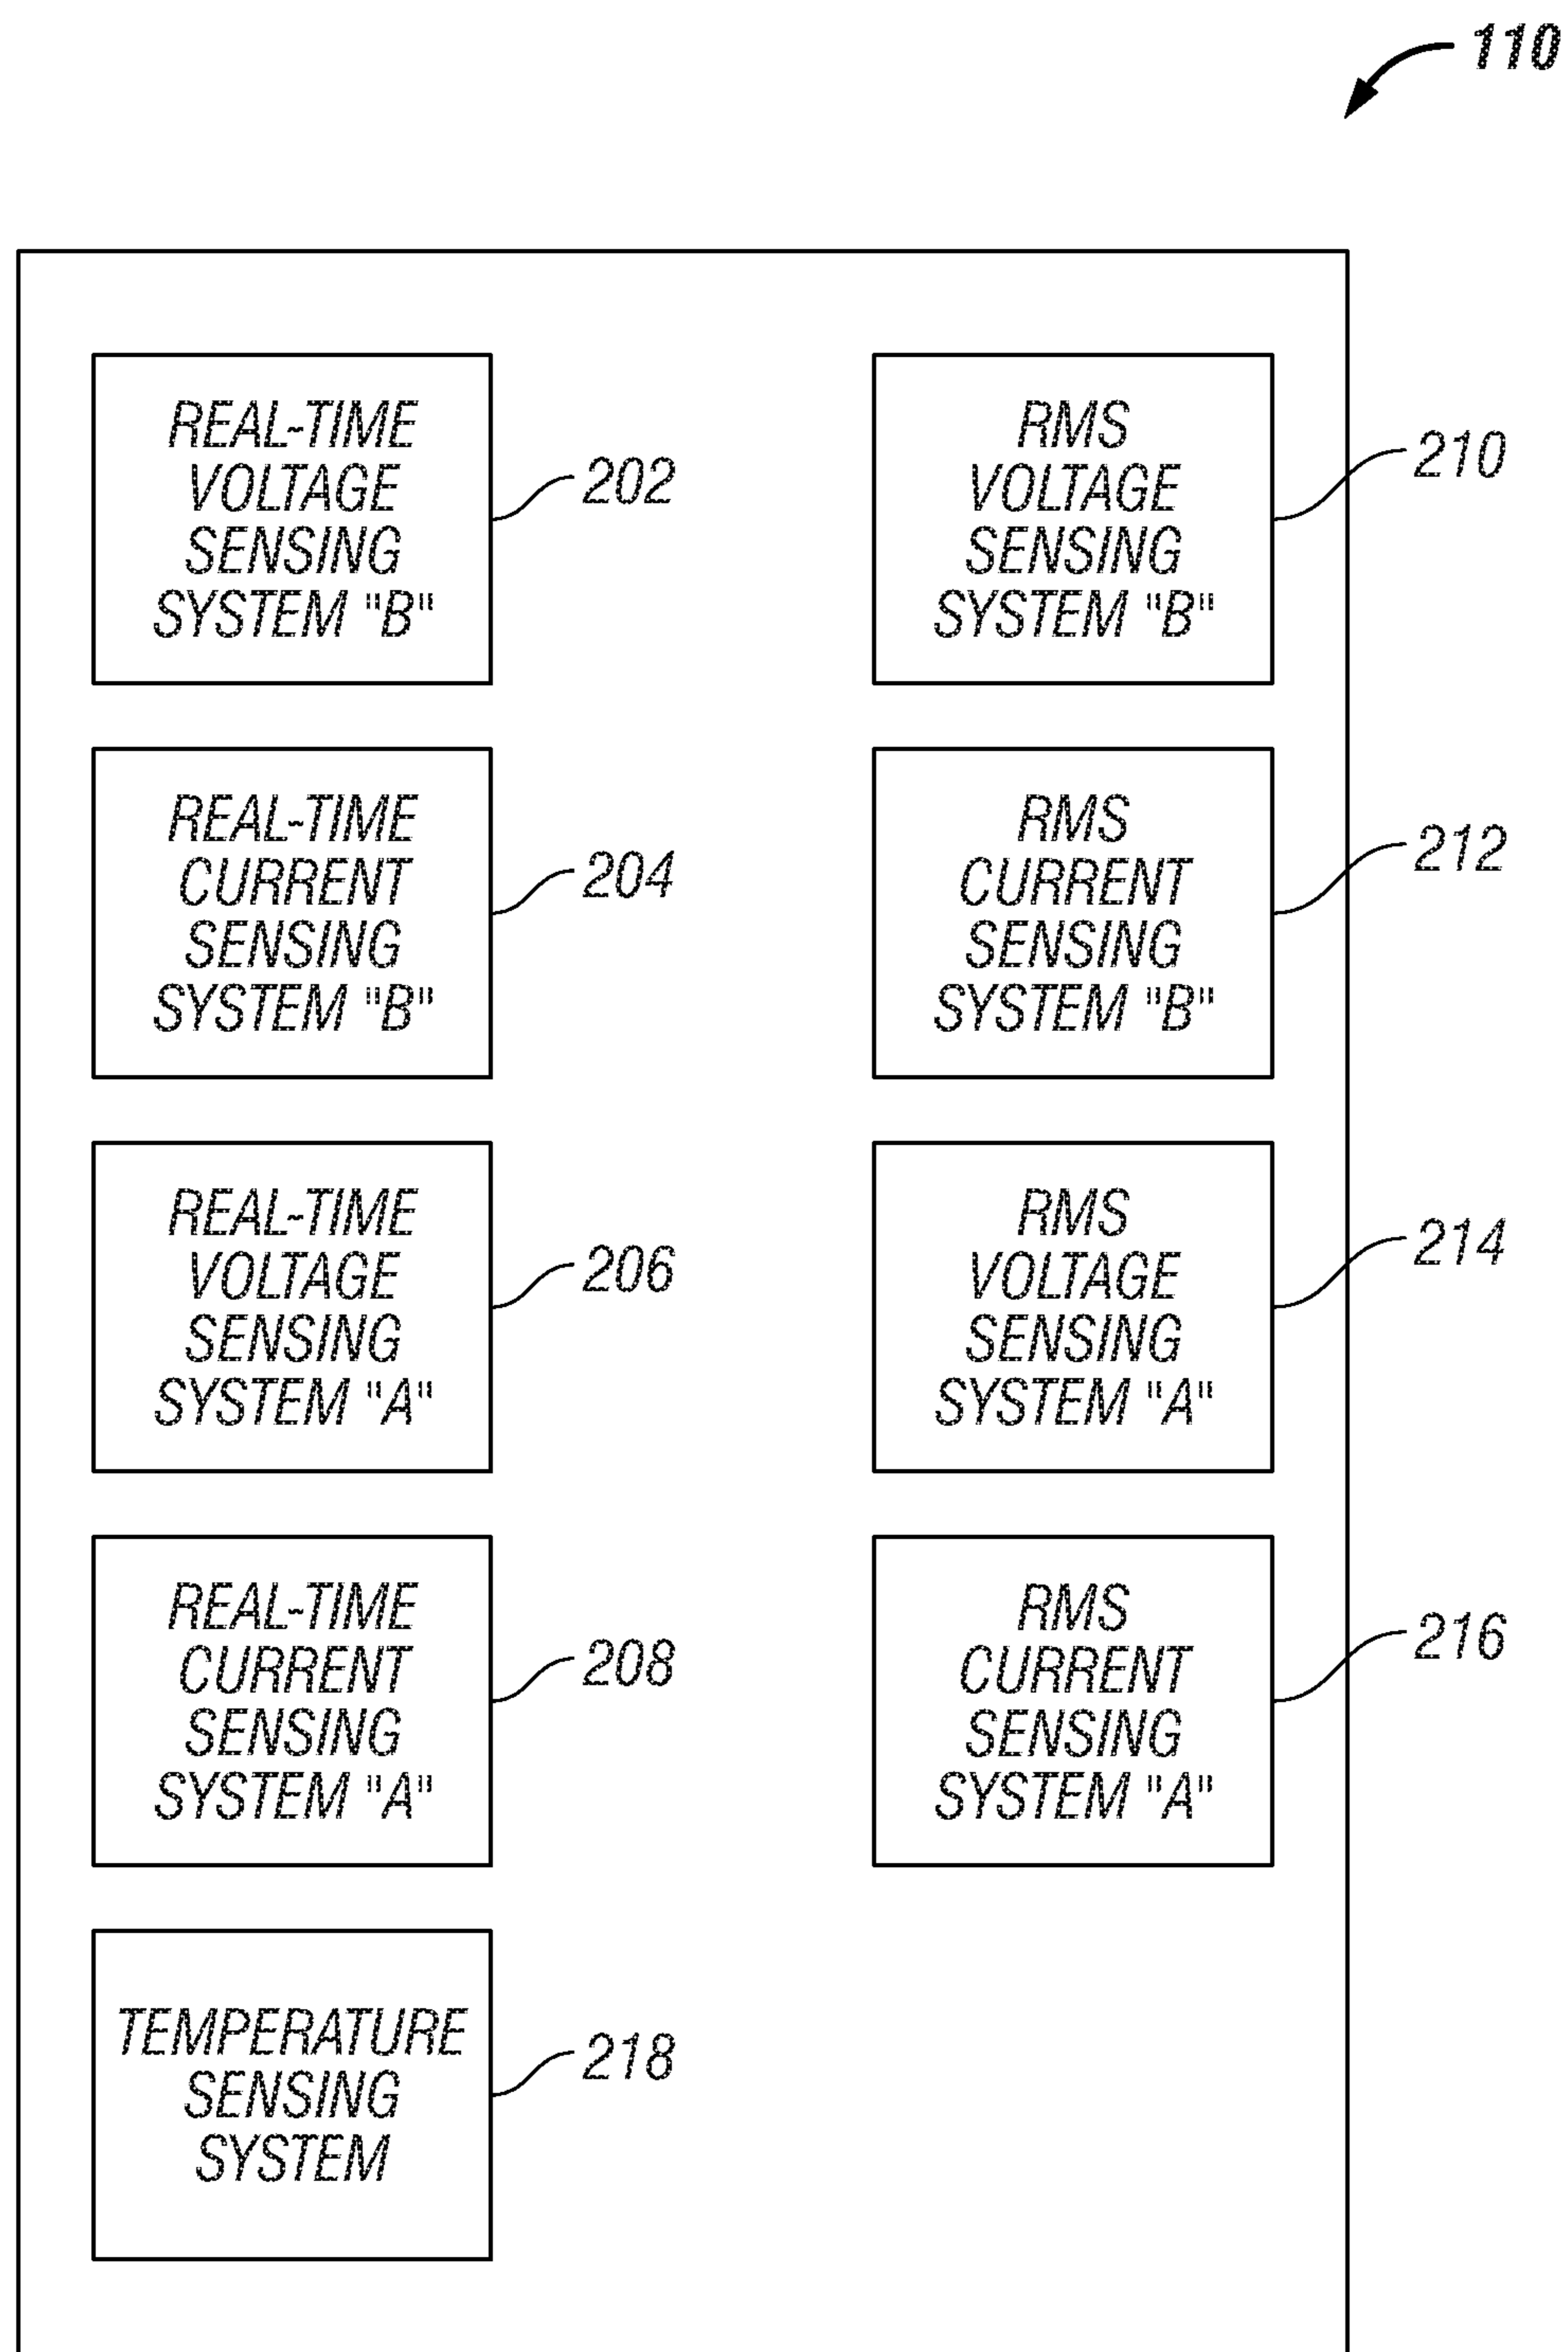 110
REAL-TIME
VOLTAGE
SENSING
SYSTEM "B"
202
RMS
VOLTAGE
SENSING
SYSTEM "B"
210
REAL-TIME
CURRENT
SENSING
SYSTEM "B"
204
RMS
CURRENT
SENSING
SYSTEM "B"
212
REAL-TIME
VOLTAGE
SENSING
SYSTEM "A"
206
RMS
VOLTAGE
SENSING
SYSTEM "A"
214
REAL-TIME
CURRENT
SENSING
SYSTEM "A"
208
RMS
CURRENT
SENSING
SYSTEM "A"
216
TEMPERATURE
SENSING
SYSTEM
218